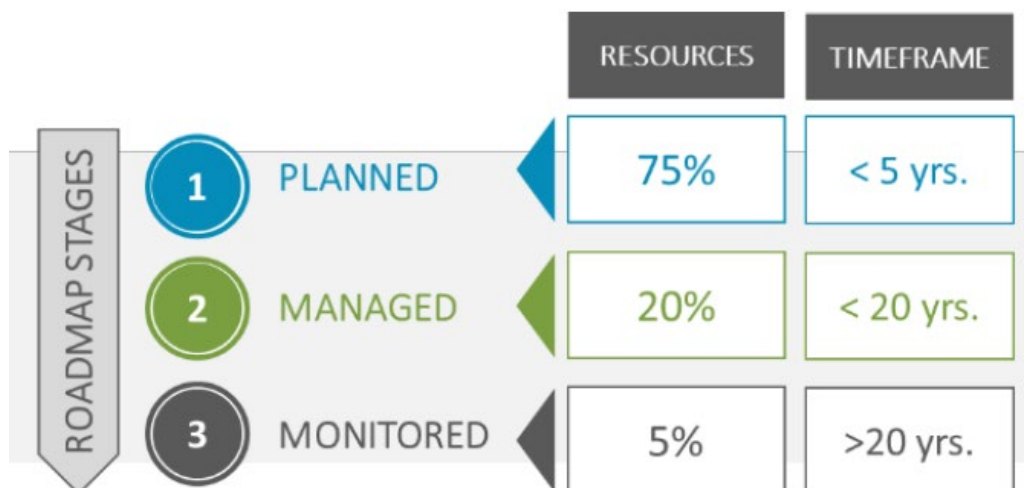 RESOURCES TIMEFRAME
ROADMAP STAGES
1 PLANNED 75% < 5 yrs.
2 MANAGED 20% < 20 yrs.
3 MONITORED 5% >20 yrs.